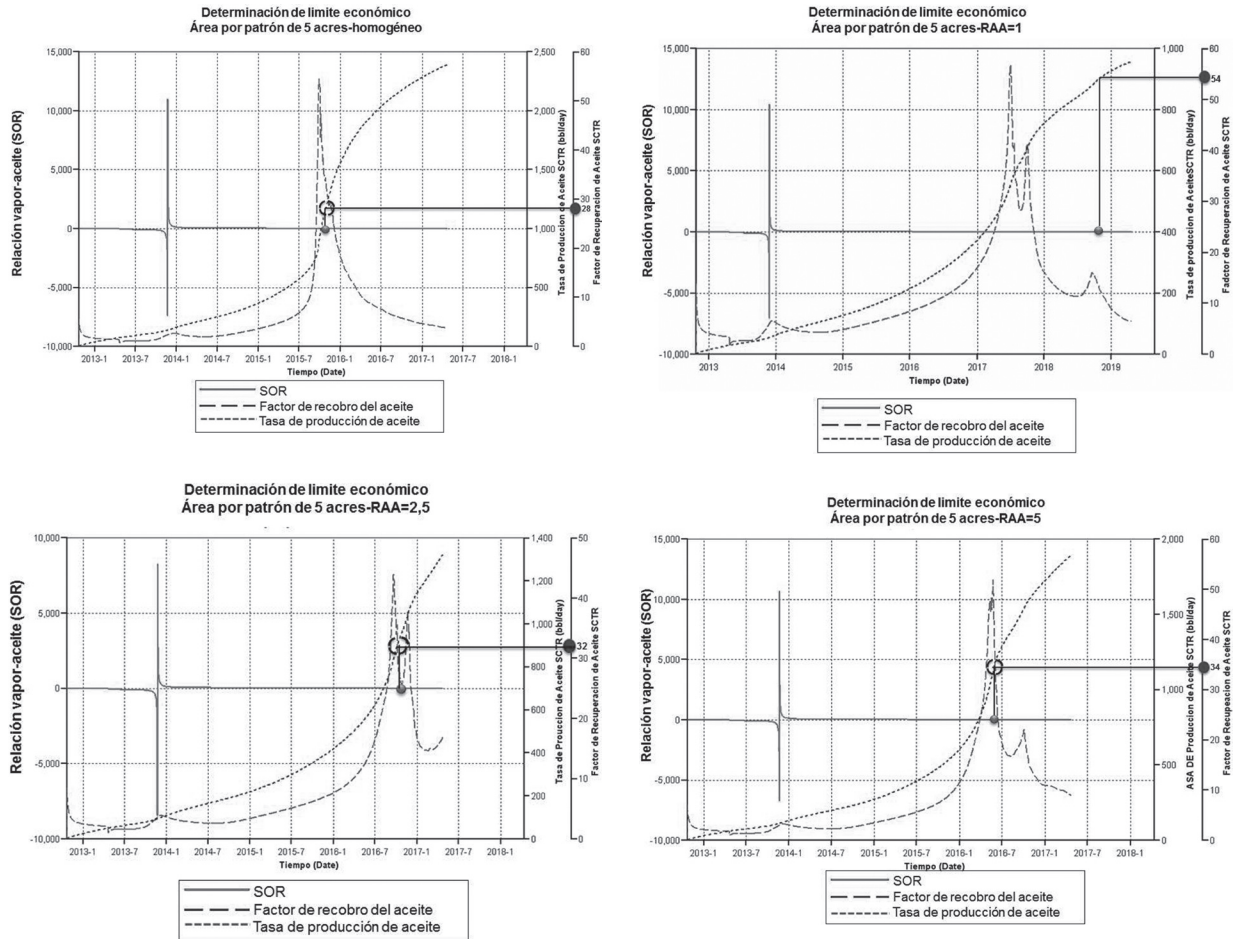 Determinación de limite económico
Área por patrón de 5 acres-homogéneo
Relación vapor-aceite (SOR)
15,000
10,000
5,000
0
-5,000
-10,000
2013-1 2013-7 2014-1 2014-7 2015-1 2015-7 2016-1 2016-7 2017-1 2017-7 2018-1
Tiempo (Date)
2,500
2,000
1,500
1,000
500
0
Tasa de Producción de Aceite SCTR (bbl/day)
60
50
40
30
28
20
10
0
Factor de Recuperacion de Aceite SCTR
SOR
Factor de recobro del aceite
Tasa de producción de aceite
Determinación de limite económico
Área por patrón de 5 acres-RAA=1
Relación vapor-aceite (SOR)
15,000
10,000
5,000
0
-5,000
-10,000
2013 2014 2015 2016 2017 2018 2019
Tiempo (Date)
1,000
800
600
400
200
0
Tasa de produccion de AceiteSCTR (bbl/day)
60
54
50
40
30
20
10
0
Fadctor de Recuperación de Aceite SCTR
SOR
Factor de recobro del aceite
Tasa de producción de aceite
Determinación de limite económico
Área por patrón de 5 acres-RAA=2,5
Relación vapor-aceite (SOR)
10,000
5,000
0
-5,000
-10,000
2013-1 2013-7 2014-1 2014-7 2015-1 2015-7 2016-1 2016-7 2017-1 2017-7 2018-1
Tiempo (Date)
1,400
1,200
1,000
800
600
400
200
0
Tasa de Prouccion de Aceite SCTR (bbl/day)
50
40
32
30
20
10
0
Factor de Recuperacion de Aceite SCTR
SOR
Factor de recobro del aceite
Tasa de producción de aceite
Determinación de limite económico
Área por patrón de 5 acres-RAA=5
Relación vapor-aceite (SOR)
15,000
10,000
5,000
0
-5,000
-10,000
2013-1 2013-7 2014-1 2014-7 2015-1 2015-7 2016-1 2016-7 2017-1 2017-7 2018-1
Tiempo (Date)
2,000
1,500
1,000
500
0
ASA DE Produccion de Aceite SCTR (bbl/day)
60
50
40
34
30
20
10
0
Factor de Recupeación de Aceite SCTR
SOR
Factor de recobro del aceite
Tasa de producción de aceite